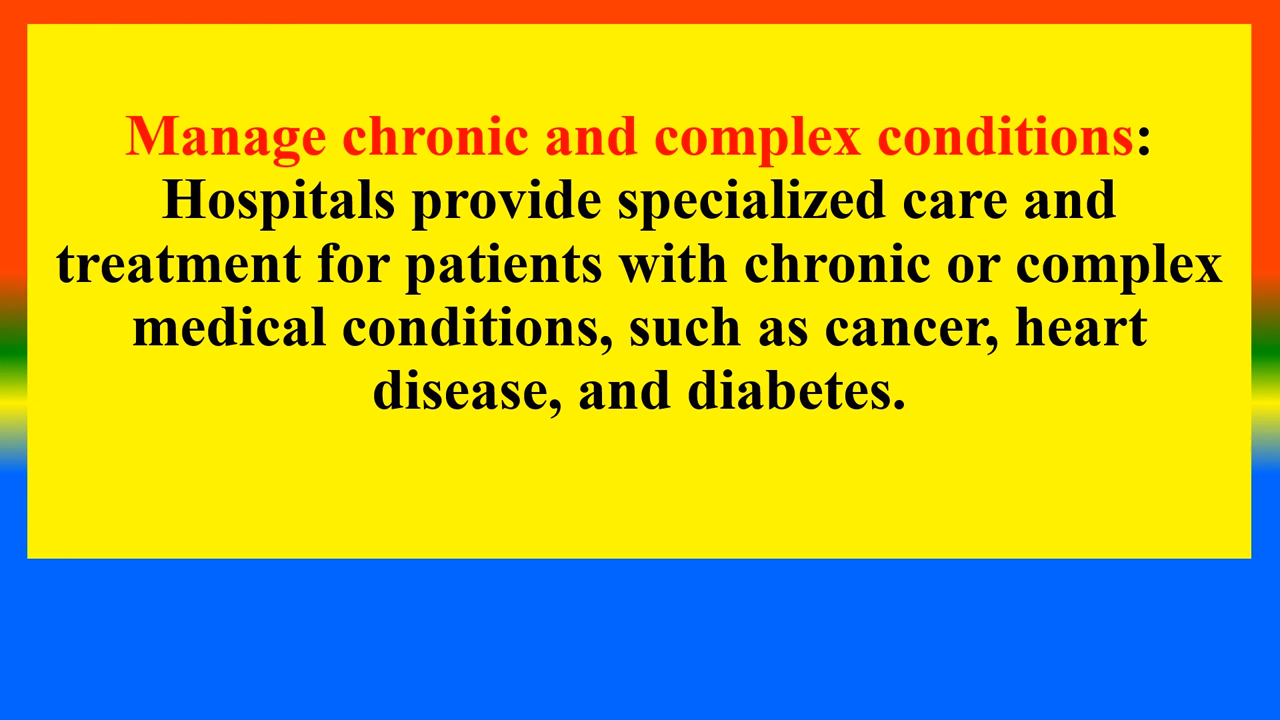 Manage chronic and complex conditions:
Hospitals provide specialized care and
treatment for patients with chronic or complex
medical conditions, such as cancer, heart
disease, and diabetes.